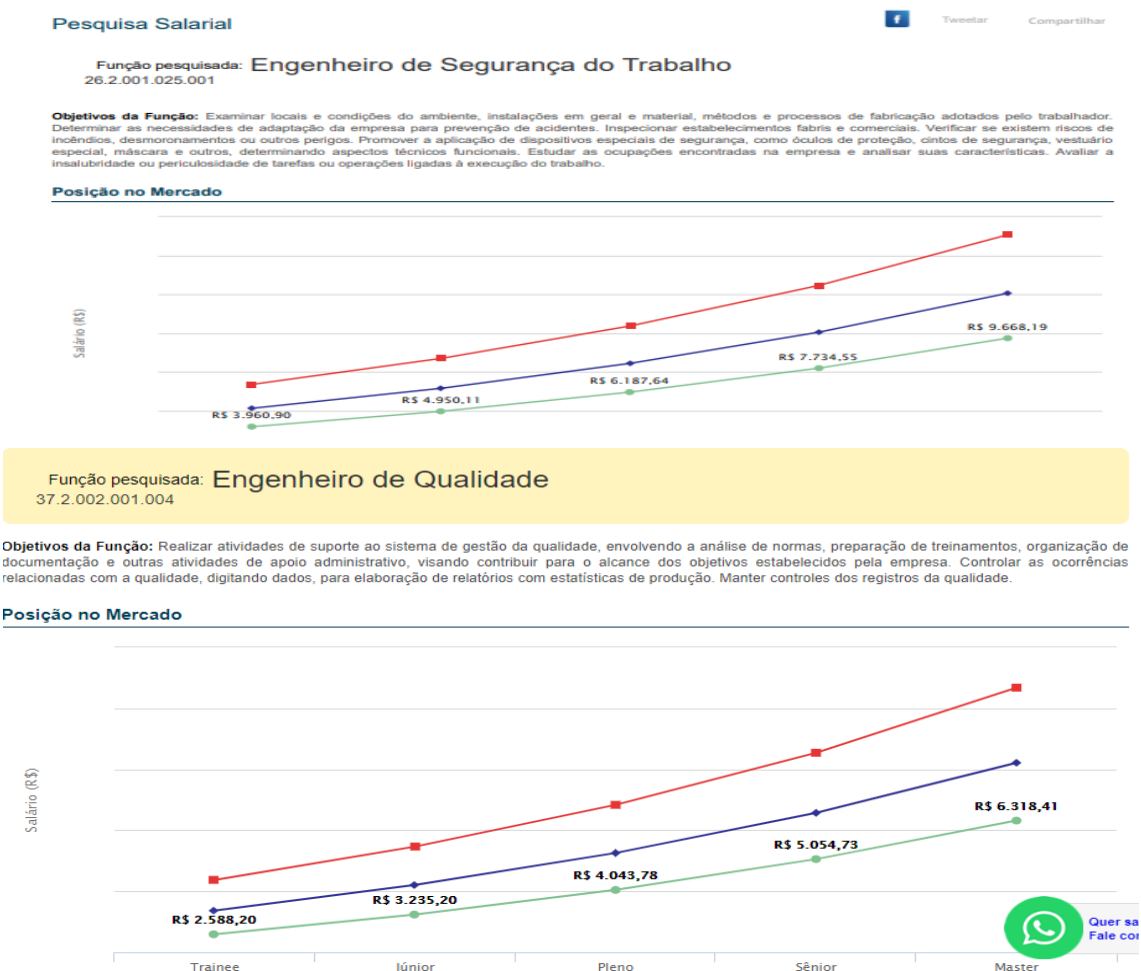 Pesquisa Salarial
f Tweetar Compartilhar
Função pesquisada: Engenheiro de Segurança do Trabalho
26.2.001.025.001
Objetivos da Função: Examinar locais e condições do ambiente, instalações em geral e material, métodos e processos de fabricação adotados pelo trabalhador.
Determinar as necessidades de adaptação da empresa para prevenção de acidentes. Inspecionar estabelecimentos fabris e comerciais. Verificar se existem riscos de
incêndios, desmoronamentos ou outros perigos. Promover a aplicação de dispositivos especiais de segurança, como óculos de proteção, cintos de segurança, vestuário
especial, máscara e outros, determinando aspectos técnicos funcionais. Estudar as ocupações encontradas na empresa e analisar suas características. Avaliar a
insalubridade ou periculosidade de tarefas ou operações ligadas à execução do trabalho.
Posição no Mercado
Salário (R$)
R$ 3.960,90
R$ 4.950,11
R$ 6.187,64
R$ 7.734,55
R$ 9.668,19
Função pesquisada: Engenheiro de Qualidade
37.2.002.001.004
Objetivos da Função: Realizar atividades de suporte ao sistema de gestão da qualidade, envolvendo a análise de normas, preparação de treinamentos, organização de
documentação e outras atividades de apoio administrativo, visando contribuir para o alcance dos objetivos estabelecidos pela empresa. Controlar as ocorrências
relacionadas com a qualidade, digitando dados, para elaboração de relatórios com estatísticas de produção. Manter controles dos registros da qualidade.
Posição no Mercado
Salário (R$)
R$ 2.588,20
R$ 3.235,20
R$ 4.043,78
R$ 5.054,73
R$ 6.318,41
Quer sa
Fale con
Trainee Júnior Pleno Sênior Master